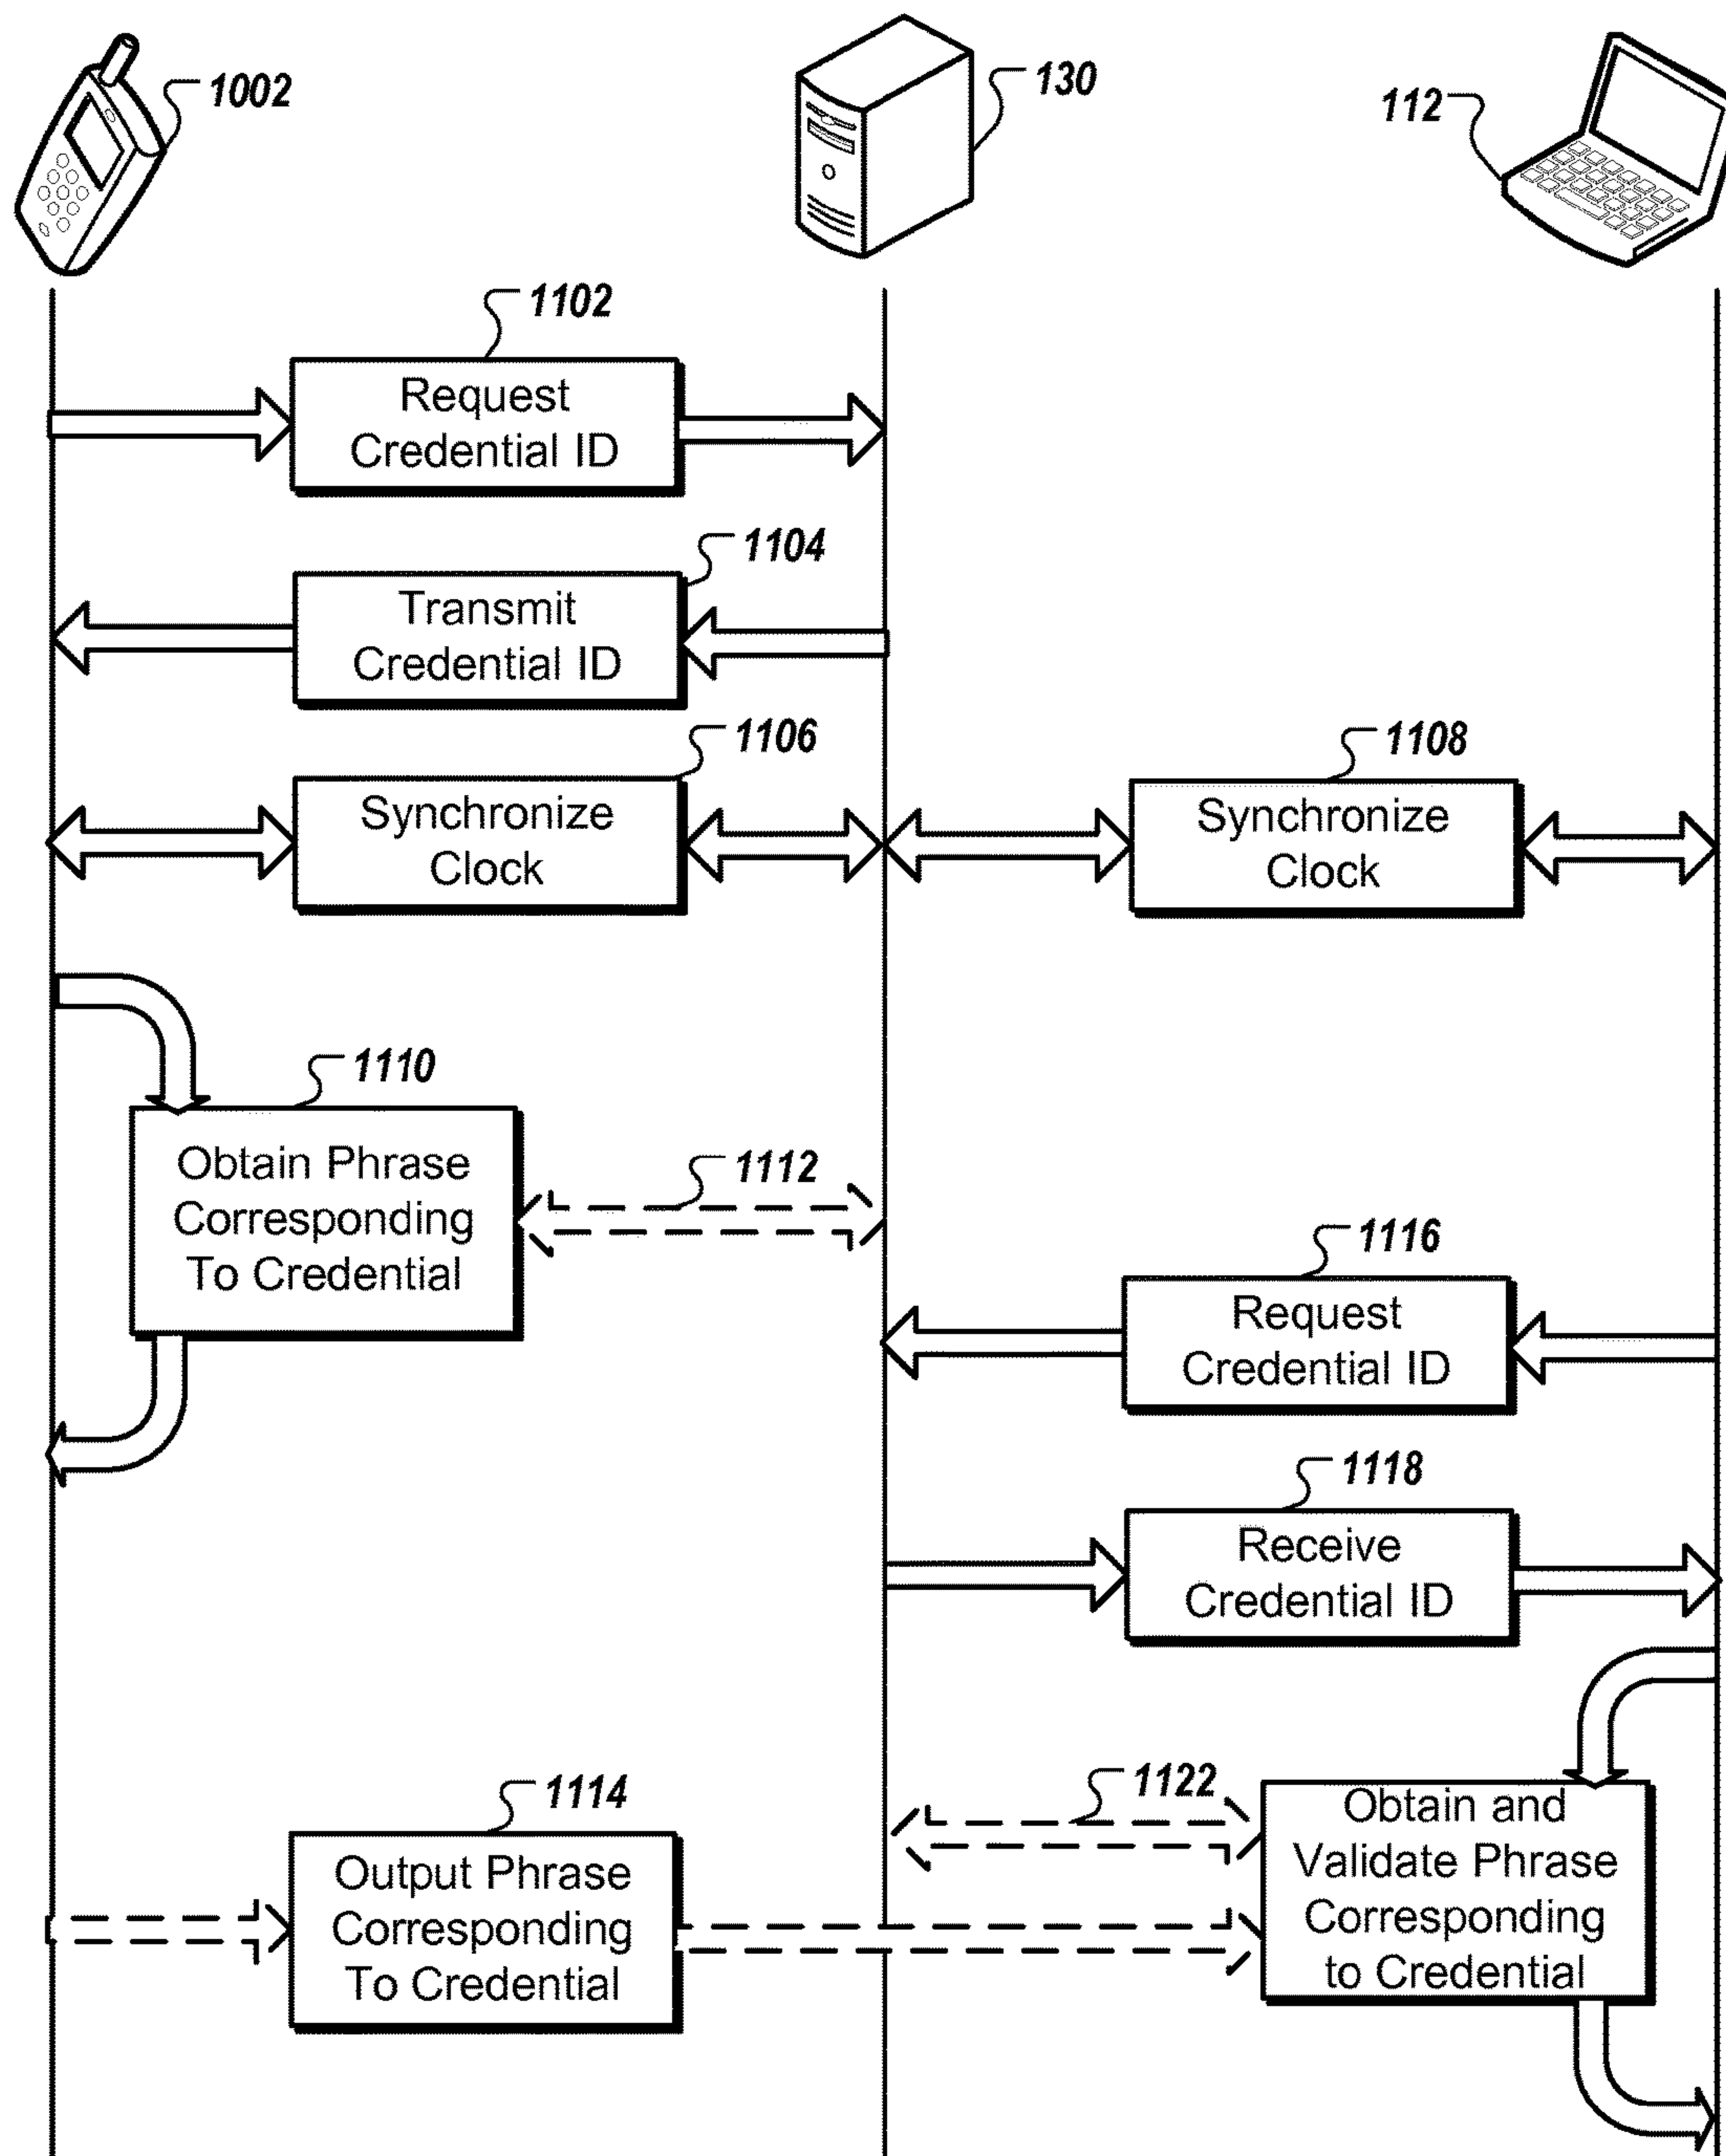 1002
130
112
1102
Request
Credential ID
1104
Transmit
Credential ID
1106
Synchronize
Clock
1108
Synchronize
Clock
1110
Obtain Phrase
Corresponding
To Credential
1112
1116
Request
Credential ID
1118
Receive
Credential ID
1114
Output Phrase
Corresponding
To Credential
1122
Obtain and
Validate Phrase
Corresponding
to Credential